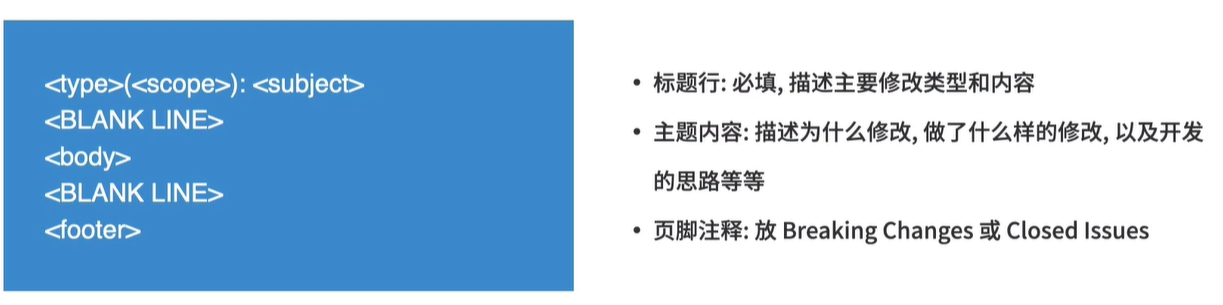 <type>(<scope>): <subject>
<BLANK LINE>
<body>
<BLANK LINE>
<footer>
• 标题行: 必填, 描述主要修改类型和内容
• 主题内容: 描述为什么修改, 做了什么样的修改, 以及开发
的思路等等
• 页脚注释: 放 Breaking Changes 或 Closed Issues